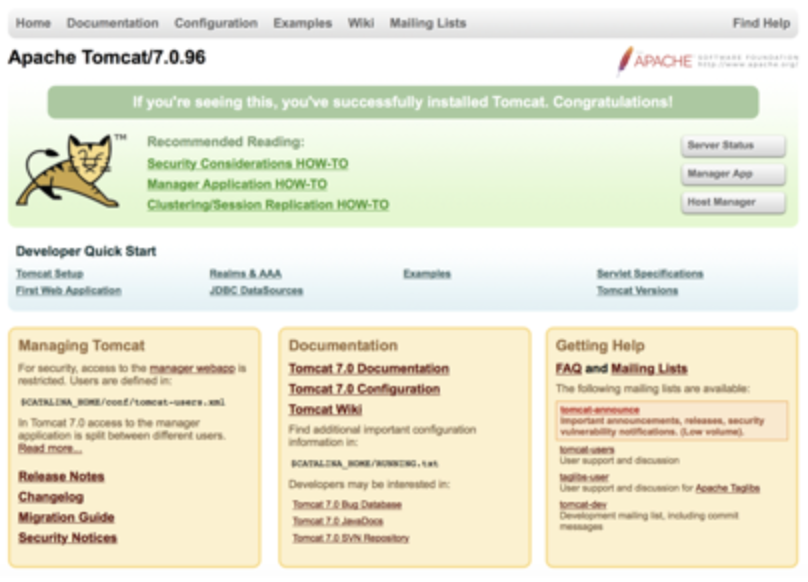 Home Documentation Configuration Examples Wiki Mailing Lists Find Help
Apache Tomcat/7.0.96
APACHE SOFTWARE FOUNDATION
http://www.apache.org/
If you're seeing this, you've successfully installed Tomcat. Congratulations!
TM
Recommended Reading:
Security Considerations HOW-TO
Manager Application HOW-TO
Clustering/Session Replication HOW-TO
Server Status
Manager App
Host Manager
Developer Quick Start
Tomcat Setup
First Web Application
Realms & AAA
JDBC DataSources
Examples
Servlet Specifications
Tomcat Versions
Managing Tomcat
For security, access to the manager webapp is
restricted. Users are defined in:
$CATALINA_HOME/conf/tomcat-users.xml
In Tomcat 7.0 access to the manager
application is split between different users.
Read more...
Release Notes
Changelog
Migration Guide
Security Notices
Documentation
Tomcat 7.0 Documentation
Tomcat 7.0 Configuration
Tomcat Wiki
Find additional important configuration
information in:
$CATALINA_HOME/RUNNING.txt
Developers may be interested in:
Tomcat 7.0 Bug Database
Tomcat 7.0 JavaDocs
Tomcat 7.0 SVN Repository
Getting Help
FAQ and Mailing Lists
The following mailing lists are available:
tomcat-announce
Important announcements, releases, security
vulnerability notifications. (Low volume).
tomcat-users
User support and discussion
taglibs-user
User support and discussion for Apache Taglibs
tomcat-dev
Development mailing list, including commit
messages